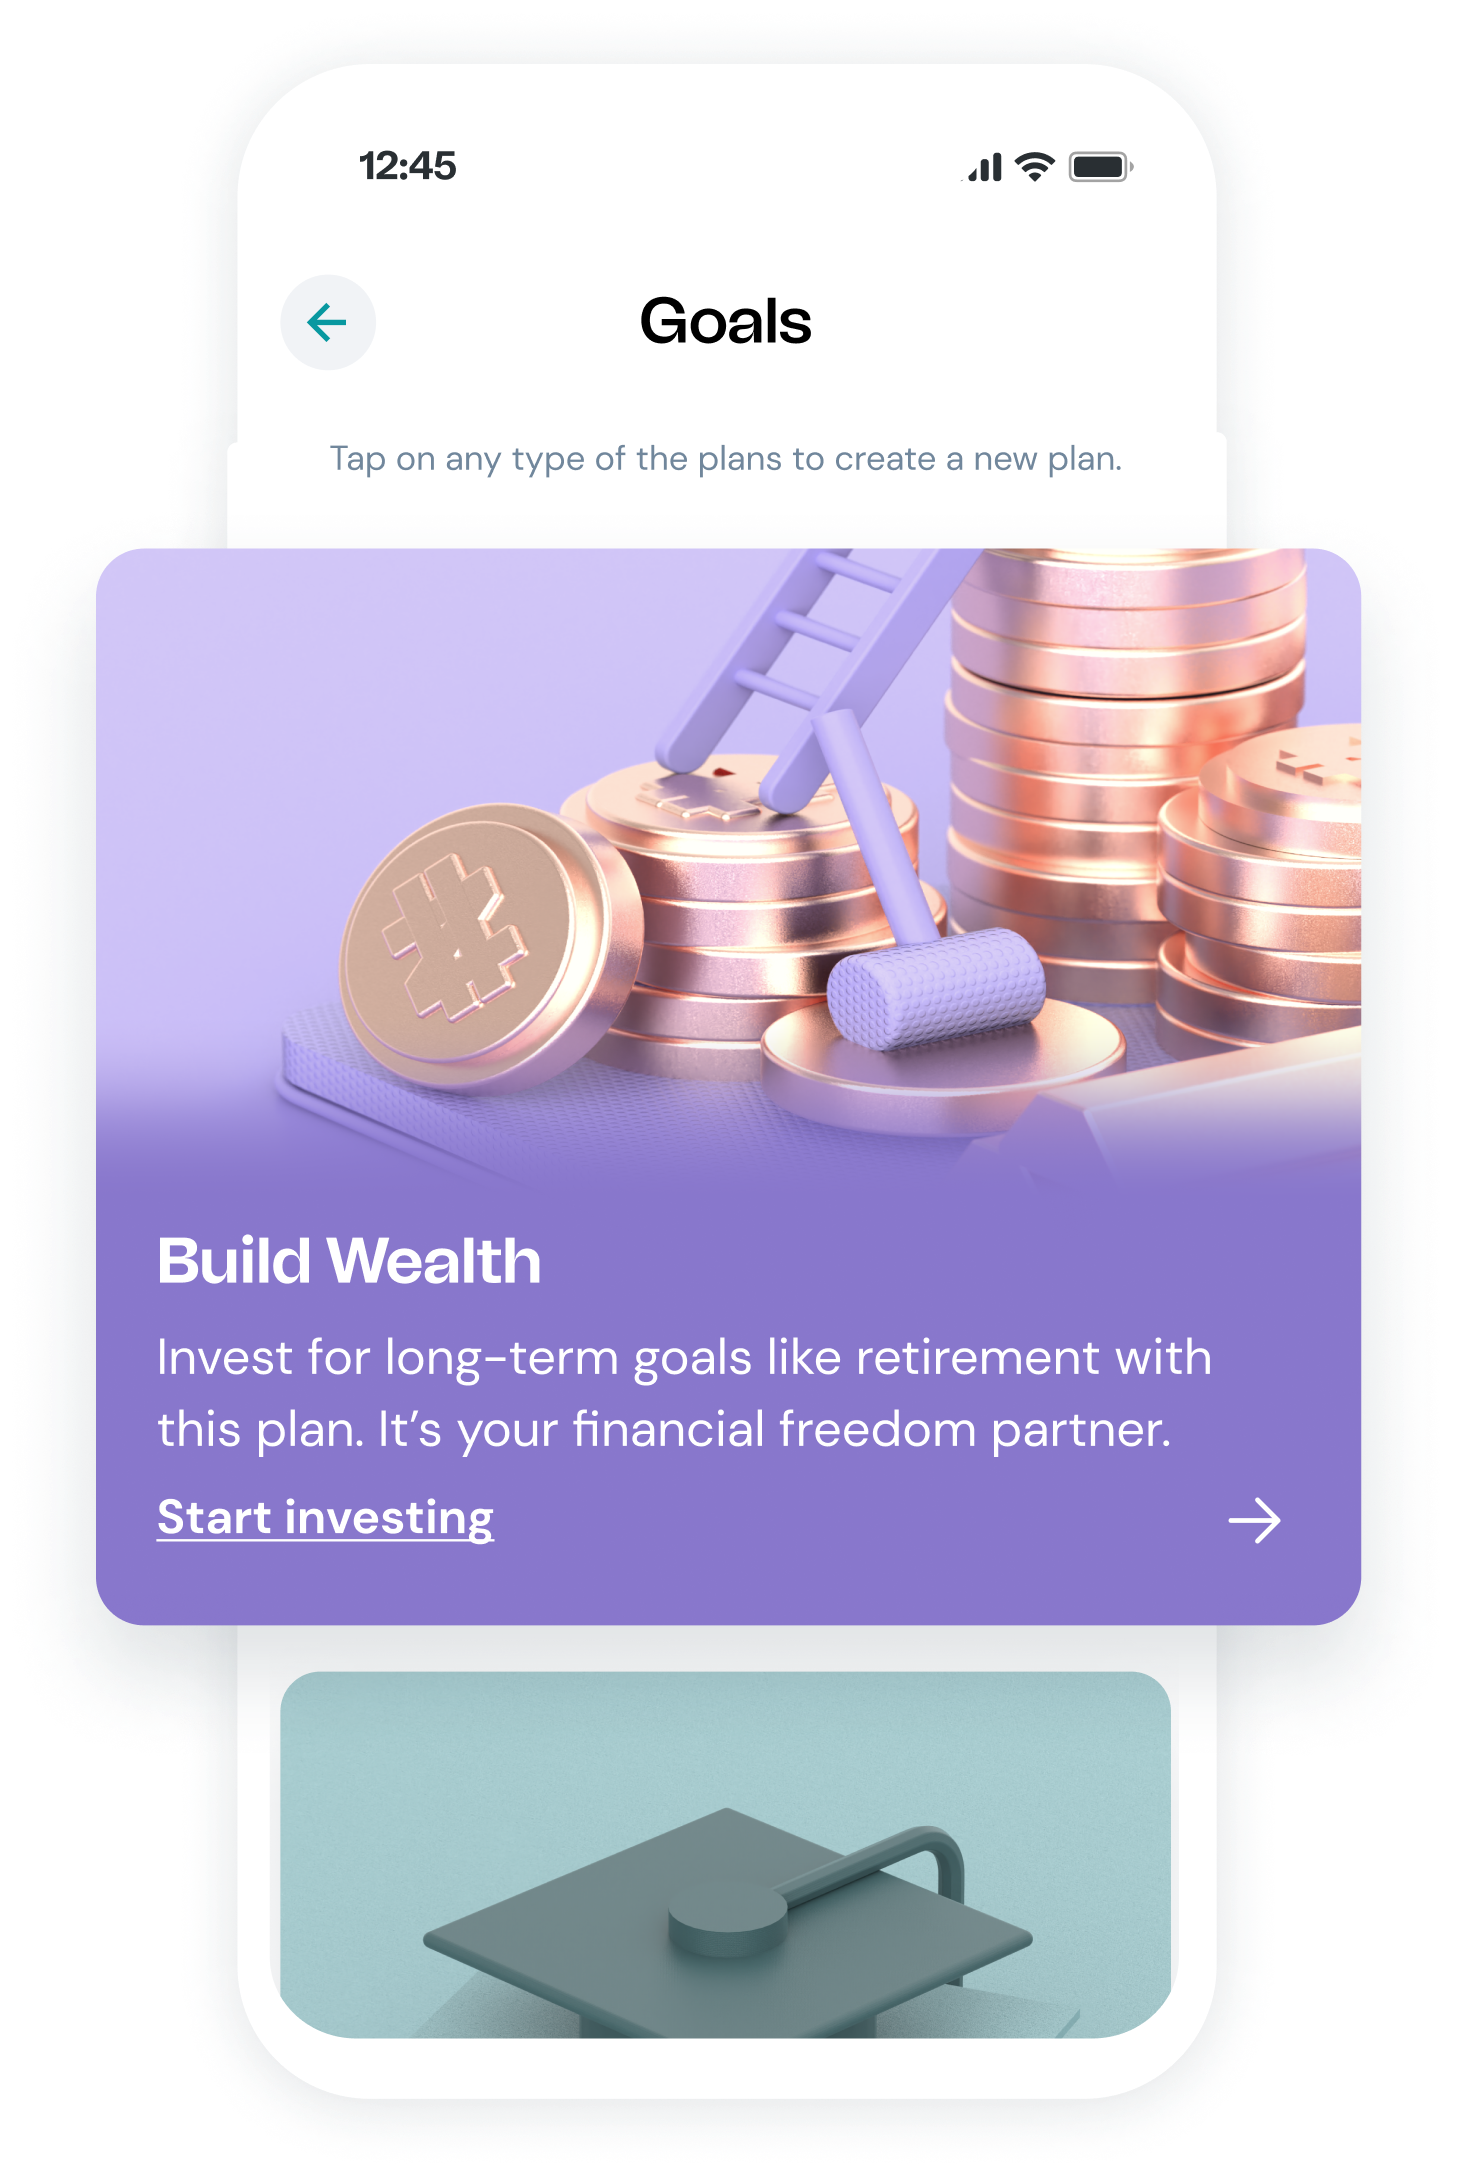 12:45
Goals
Tap on any type of the plans to create a new plan.
Build Wealth
Invest for long-term goals like retirement with
this plan. It’s your financial freedom partner.
Start investing